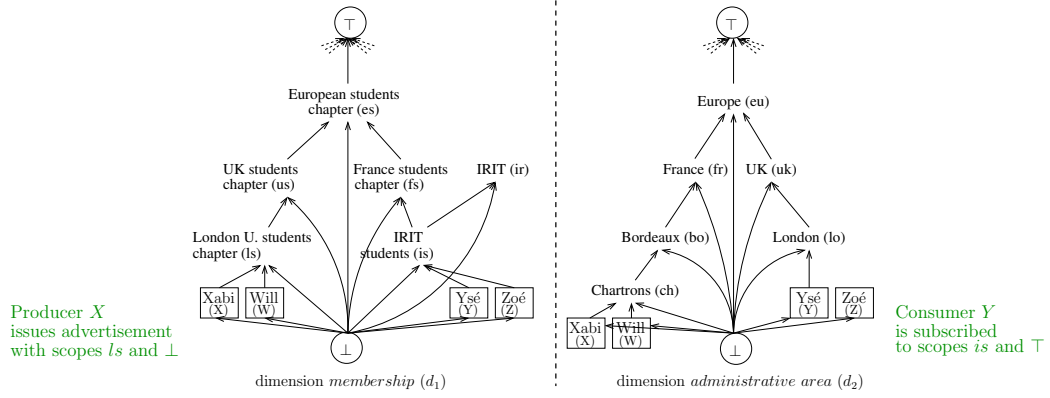 ⊤
European students
chapter (es)
UK students
chapter (us)
France students
chapter (fs)
IRIT (ir)
London U. students
chapter (ls)
IRIT
students (is)
Xabi
(X)
Will
(W)
Ysé
(Y)
Zoé
(Z)
⊥
dimension membership (d₁)
Producer X
issues advertisement
with scopes ls and ⊥
⊤
Europe (eu)
France (fr)
UK (uk)
Bordeaux (bo)
London (lo)
Chartrons (ch)
Xabi
(X)
Will
(W)
Ysé
(Y)
Zoé
(Z)
⊥
dimension administrative area (d₂)
Consumer Y
is subscribed
to scopes is and ⊤